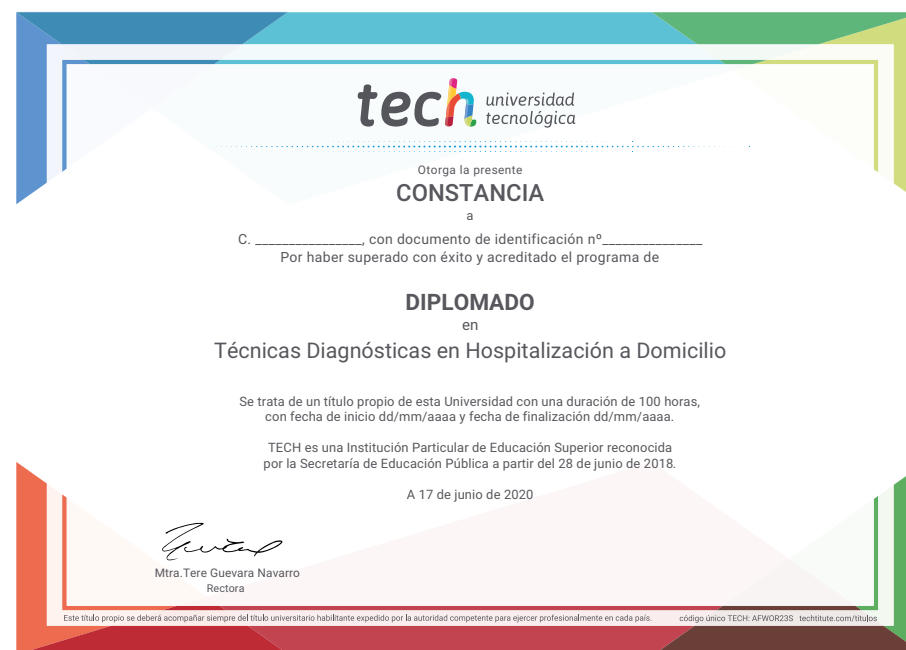 tech universidad
tecnológica
Otorga la presente
CONSTANCIA
a
C. ________________, con documento de identificación nº_______________
Por haber superado con éxito y acreditado el programa de
DIPLOMADO
en
Técnicas Diagnósticas en Hospitalización a Domicilio
Se trata de un título propio de esta Universidad con una duración de 100 horas,
con fecha de inicio dd/mm/aaaa y fecha de finalización dd/mm/aaaa.
TECH es una Institución Particular de Educación Superior reconocida
por la Secretaría de Educación Pública a partir del 28 de junio de 2018.
A 17 de junio de 2020
Mtra.Tere Guevara Navarro
Rectora
Este título propio se deberá acompañar siempre del título universitario habilitante expedido por la autoridad competente para ejercer profesionalmente en cada país. código único TECH: AFWOR23S techtitute.com/titulos